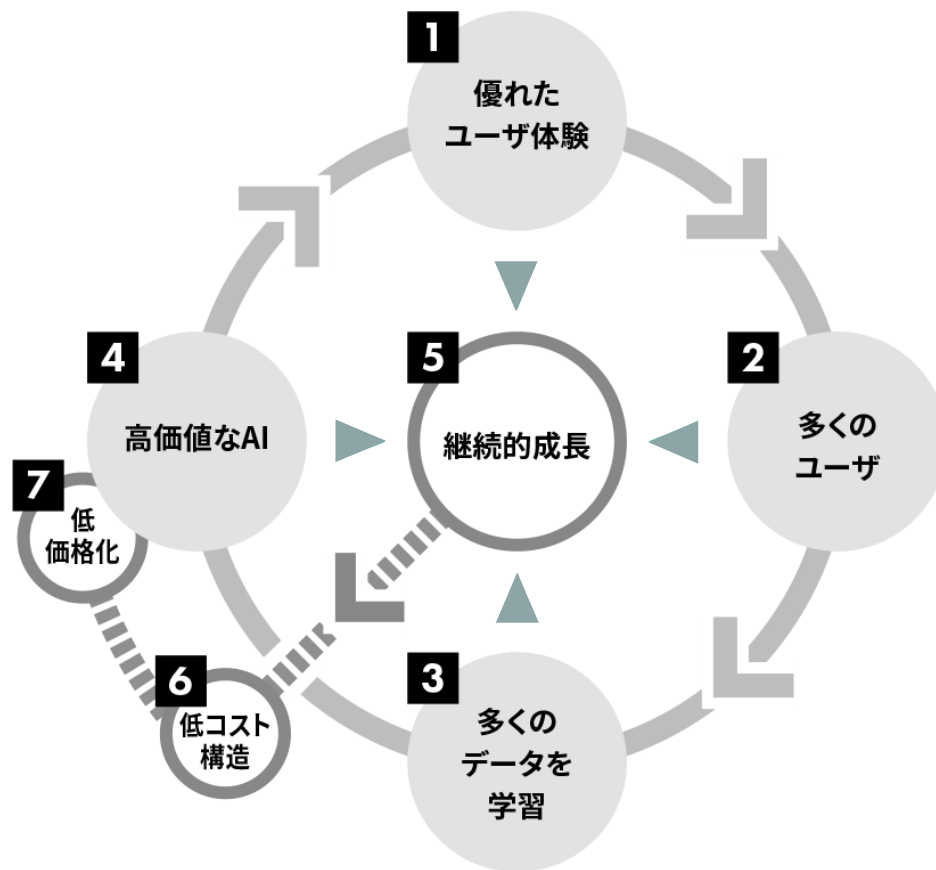 1
優れた
ユーザ体験
2
多くの
ユーザ
3
多くの
データを
学習
4
高価値なAI
5
継続的成長
6
低コスト
構造
7
低
価格化